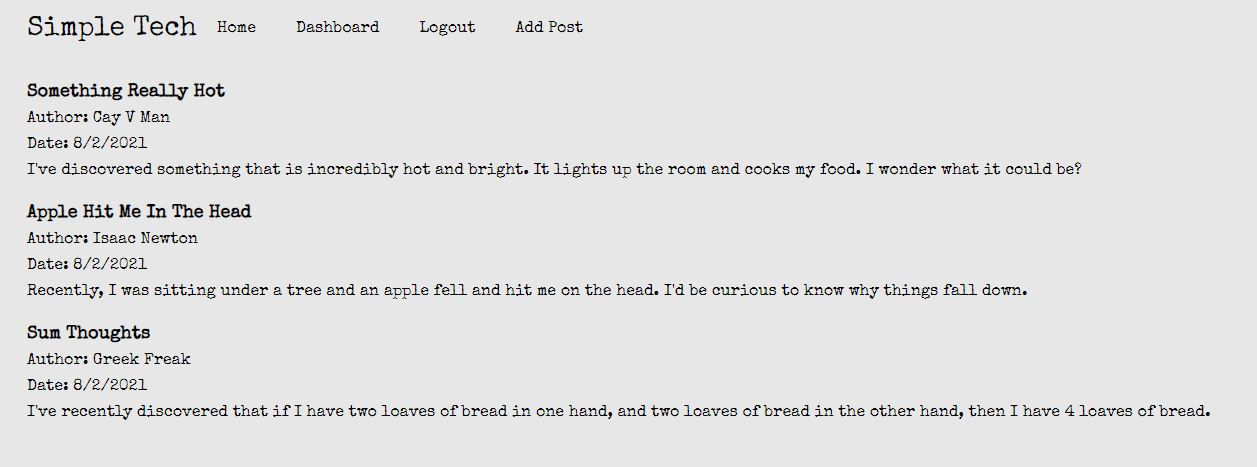 Simple Tech Home Dashboard Logout Add Post
Something Really Hot
Author: Cay V Man
Date: 8/2/2021
I've discovered something that is incredibly hot and bright. It lights up the room and cooks my food. I wonder what it could be?
Apple Hit Me In The Head
Author: Isaac Newton
Date: 8/2/2021
Recently, I was sitting under a tree and an apple fell and hit me on the head. I'd be curious to know why things fall down.
Sum Thoughts
Author: Greek Freak
Date: 8/2/2021
I've recently discovered that if I have two loaves of bread in one hand, and two loaves of bread in the other hand, then I have 4 loaves of bread.